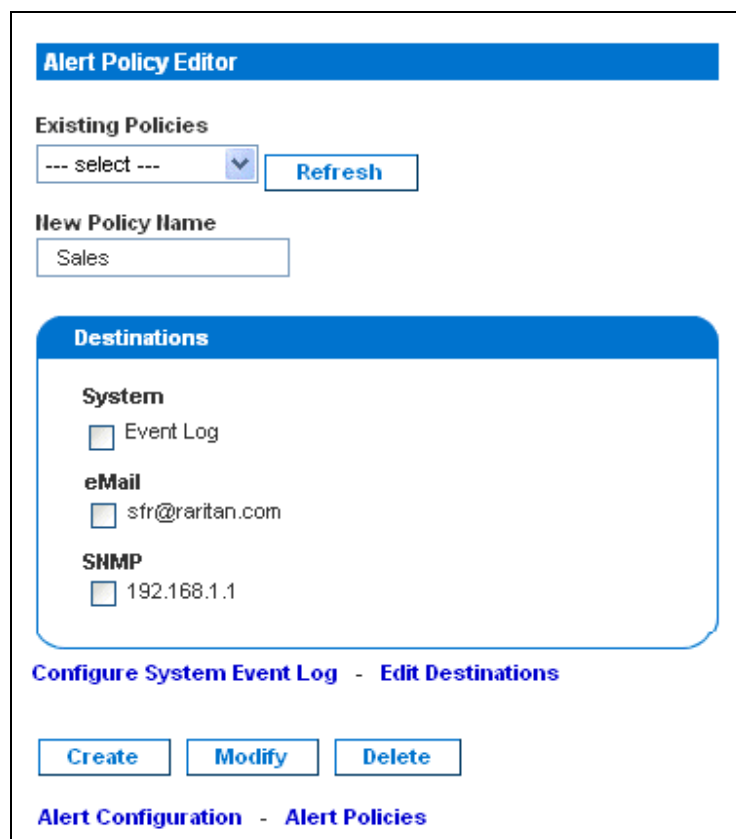 Alert Policy Editor
Existing Policies
--- select ---
Refresh
New Policy Name
Sales
Destinations
System
Event Log
eMail
sfr@raritan.com
SNMP
192.168.1.1
Configure System Event Log - Edit Destinations
Create Modify Delete
Alert Configuration - Alert Policies